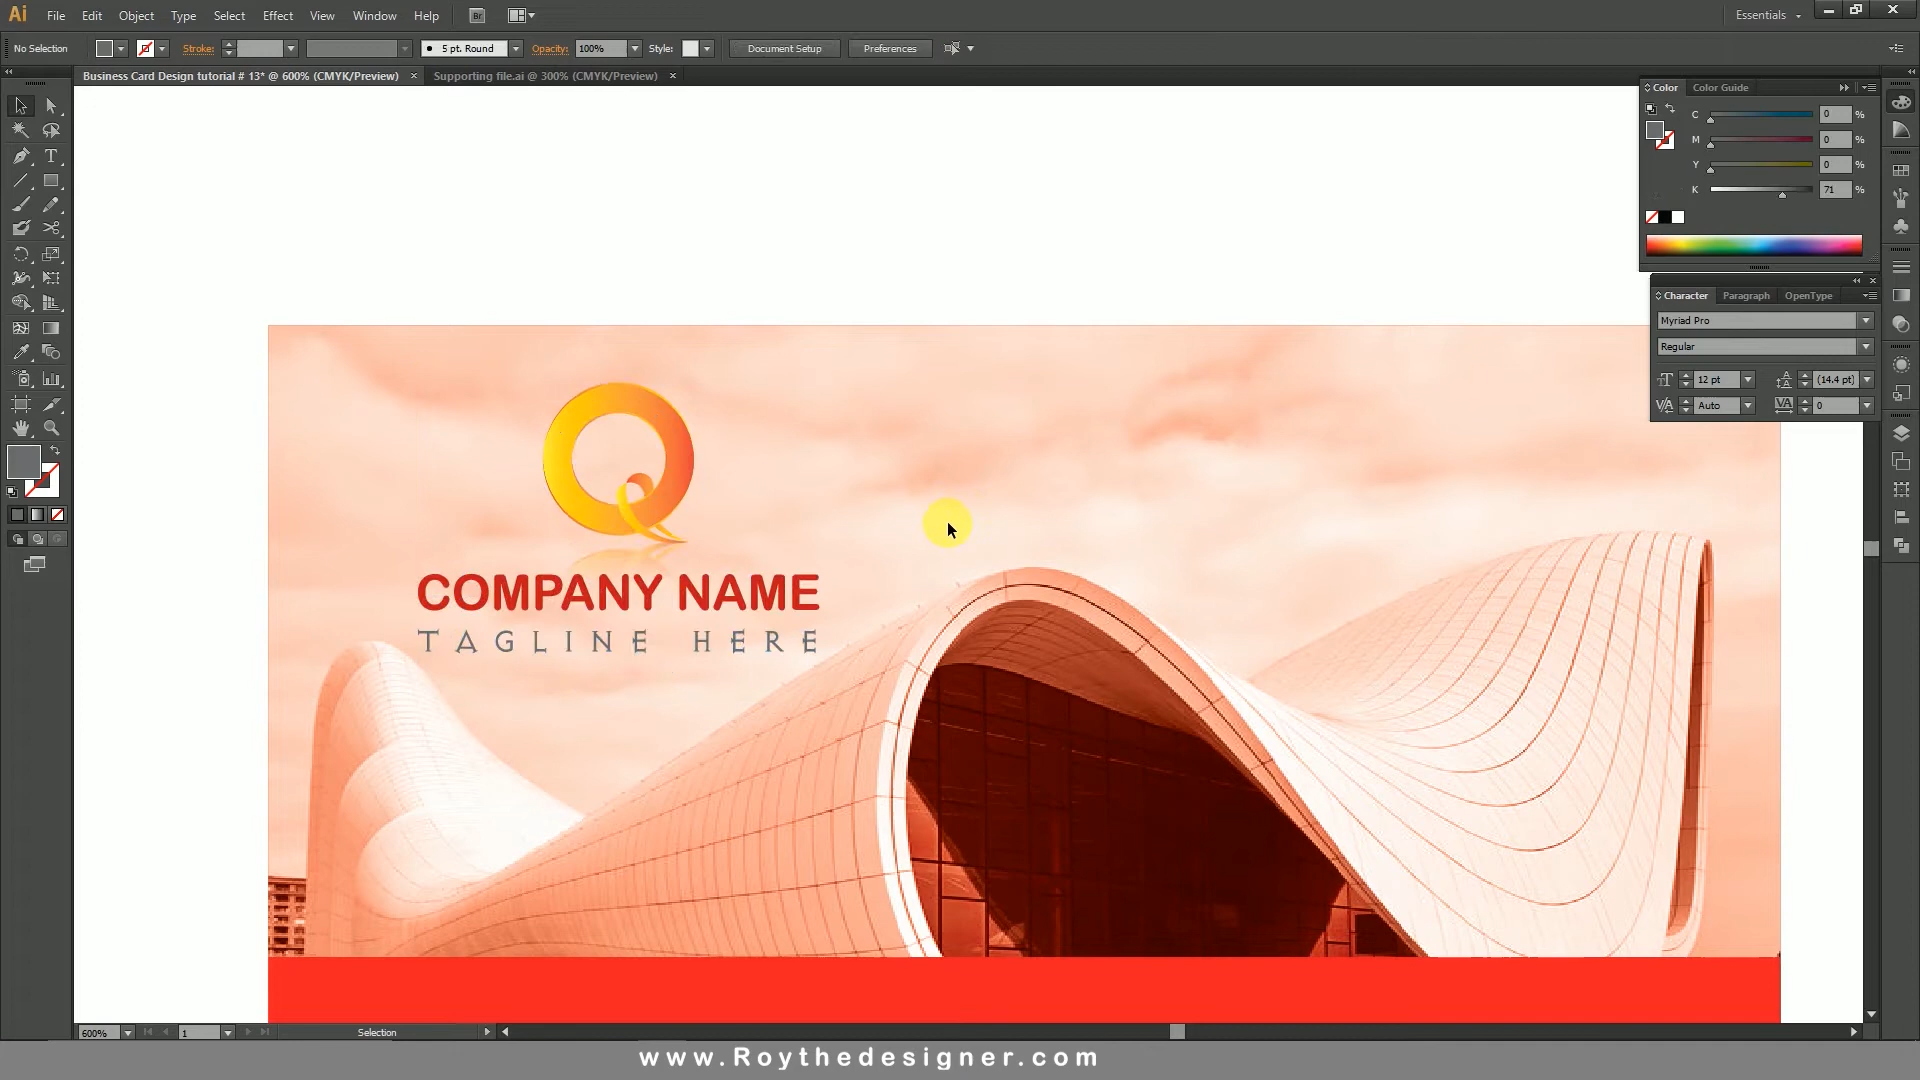 Ai File Edit Object Type Select Effect View Window Help Br Essentials
No Selection Stroke: 5 pt. Round Opacity: 100% Style: Document Setup Preferences
Business Card Design tutorial # 13* @ 600% (CMYK/Preview) Supporting file.ai @ 300% (CMYK/Preview)
Color Color Guide
C 0 %
M 0 %
Y 0 %
K 71 %
Character Paragraph OpenType
Myriad Pro
Regular
12 pt (14.4 pt)
Auto 0
COMPANY NAME
TAGLINE HERE
600% 1 Selection
www.Roythedesigner.com